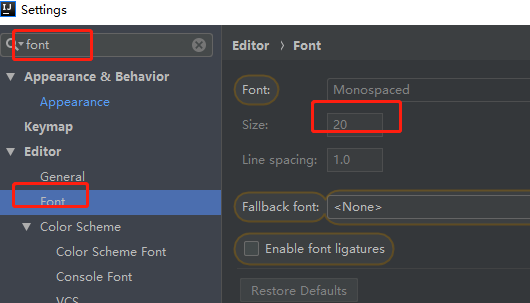 IJ Settings
font
Appearance & Behavior
Appearance
Keymap
Editor
General
Font
Color Scheme
Color Scheme Font
Console Font
VCS
Editor › Font
Font: Monospaced
Size: 20
Line spacing: 1.0
Fallback font: <None>
Enable font ligatures
Restore Defaults